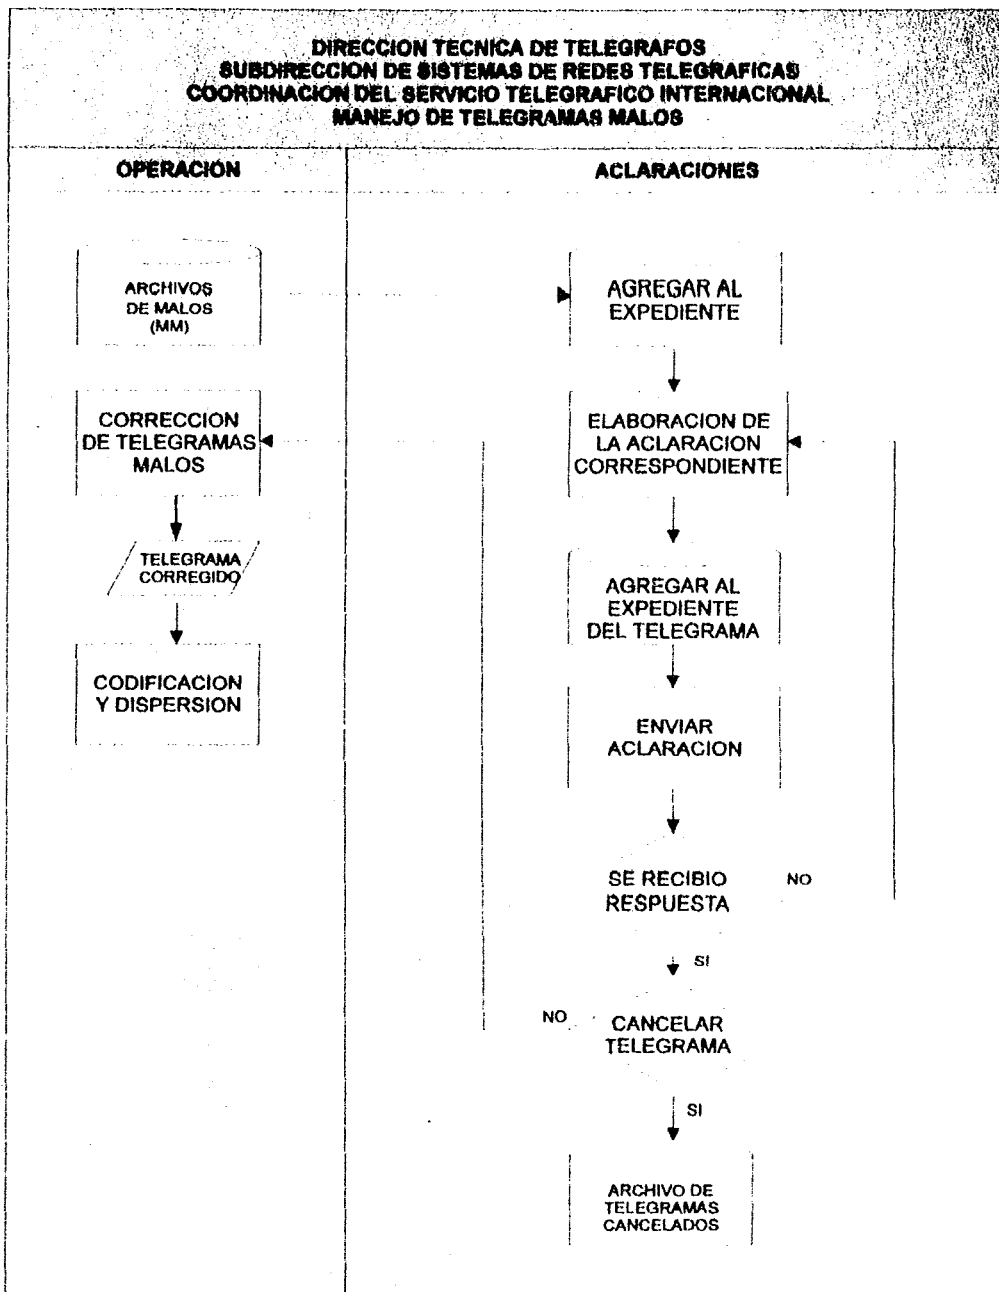 DIRECCION TECNICA DE TELEGRAFOS
SUBDIRECCION DE SISTEMAS DE REDES TELEGRAFICAS
COORDINACION DEL SERVICIO TELEGRAFICO INTERNACIONAL
MANEJO DE TELEGRAMAS MALOS
OPERACION
ACLARACIONES
ARCHIVOS
DE MALOS
(MM)
AGREGAR AL
EXPEDIENTE
CORRECCION
DE TELEGRAMAS
MALOS
ELABORACION DE
LA ACLARACION
CORRESPONDIENTE
TELEGRAMA
CORREGIDO
AGREGAR AL
EXPEDIENTE
DEL TELEGRAMA
CODIFICACION
Y DISPERSION
ENVIAR
ACLARACION
SE RECIBIO
RESPUESTA
NO
SI
NO
CANCELAR
TELEGRAMA
SI
ARCHIVO DE
TELEGRAMAS
CANCELADOS